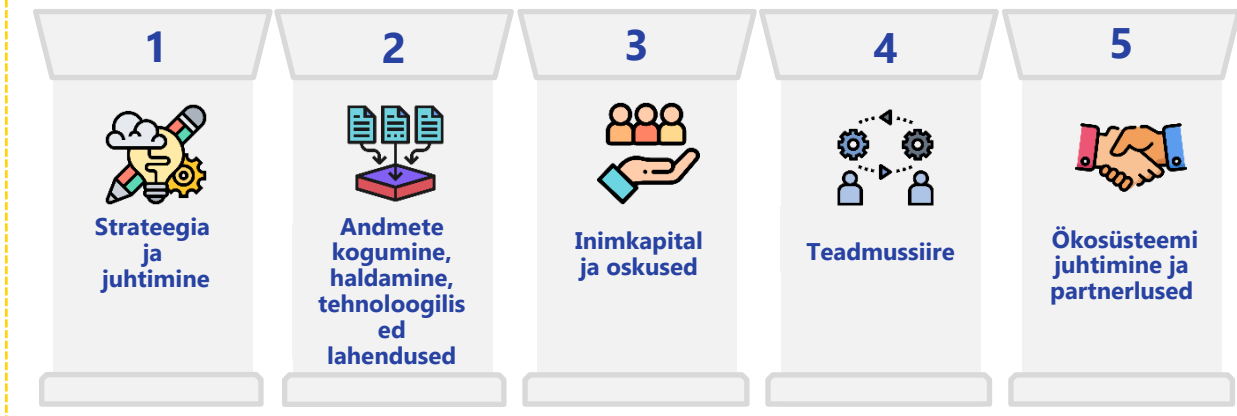 1
Strateegia
ja
juhtimine
2
Andmete
kogumine,
haldamine,
tehnoloogilis
ed
lahendused
3
Inimkapital
ja oskused
4
Teadmussiire
5
Ökosüsteemi
juhtimine ja
partnerlused